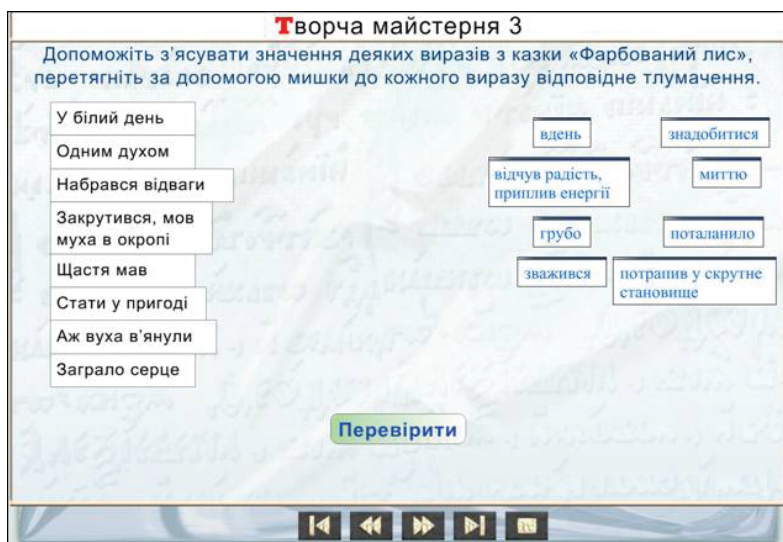 Творча майстерня 3
Допоможіть з'ясувати значення деяких виразів з казки «Фарбований лис»,
перетягніть за допомогою мишки до кожного виразу відповідне тлумачення.
У білий день
Одним духом
Набрався відваги
Закрутився, мов
муха в окропі
Щастя мав
Стати у пригоді
Аж вуха в'янули
Заграло серце
вдень
знадобитися
відчув радість,
приплив енергії
миттю
грубо
поталанило
зважився
потрапив у скрутне
становище
Перевірити